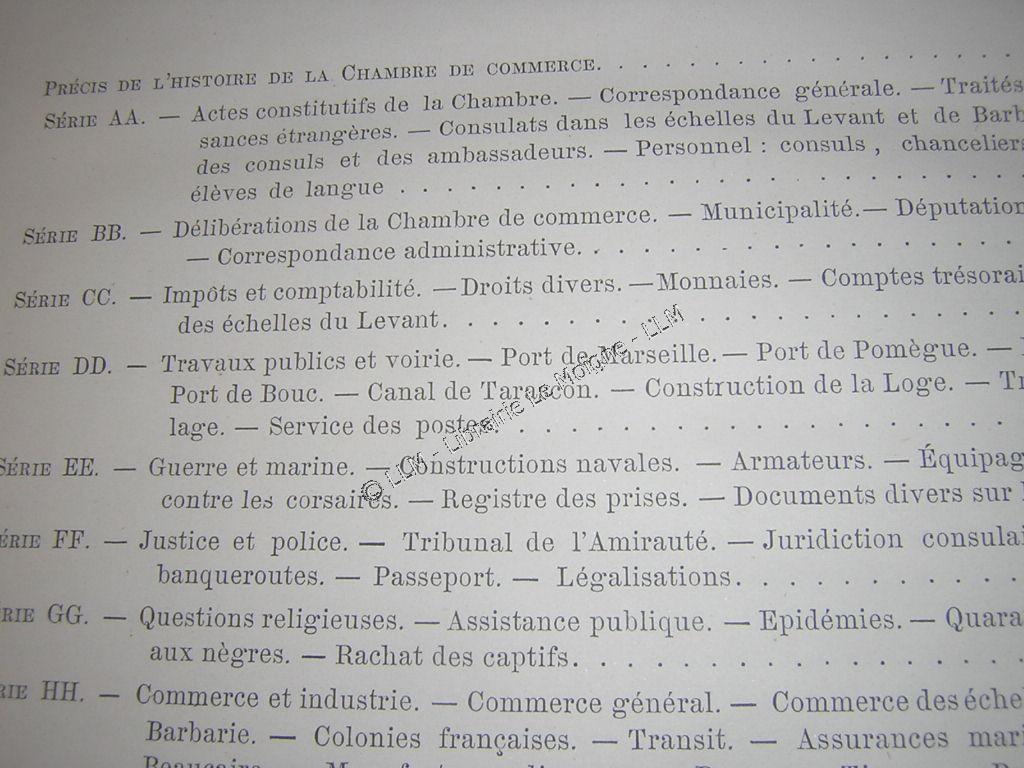 PRÉCIS DE L'HISTOIRE DE LA CHAMBRE DE COMMERCE. . . . . . . . . . . . . . . . . .
SÉRIE AA. — Actes constitutifs de la Chambre. — Correspondance générale. — Traités
sances étrangères. — Consulats dans les échelles du Levant et de Barb
des consuls et des ambassadeurs. — Personnel : consuls , chanceliers
élèves de langue . . . . . . . . . . . . . . . . . . . . . . .
SÉRIE BB. — Délibérations de la Chambre de commerce. — Municipalité.— Députation
— Correspondance administrative. . . . . . . . . . . . . . . .
SÉRIE CC. — Impôts et comptabilité. —Droits divers. —Monnaies. — Comptes trésorai
des échelles du Levant. . . . . . . . . . . . . . . . . . . . .
SÉRIE DD. — Travaux publics et voirie. — Port de Marseille. — Port de Pomègue. —
Port de Bouc. — Canal de Tarascon. — Construction de la Loge. — Tr
lage. — Service des postes. . . . . . . . . . . . . . . . . . .
SÉRIE EE. — Guerre et marine. — Constructions navales. — Armateurs. — Équipag
contre les corsaires. — Registre des prises. — Documents divers sur
ÉRIE FF. — Justice et police. — Tribunal de l'Amirauté. — Juridiction consulai
banqueroutes. — Passeport. — Légalisations. . . . . . . . . . .
RIE GG. — Questions religieuses. — Assistance publique. — Epidémies. — Quara
aux nègres. — Rachat des captifs. . . . . . . . . . . . . . . .
RIE HH. — Commerce et industrie. — Commerce général. — Commerce des éche
Barbarie. — Colonies françaises. — Transit. — Assurances mari
© LLM - Librairie Le Moigne - LLM